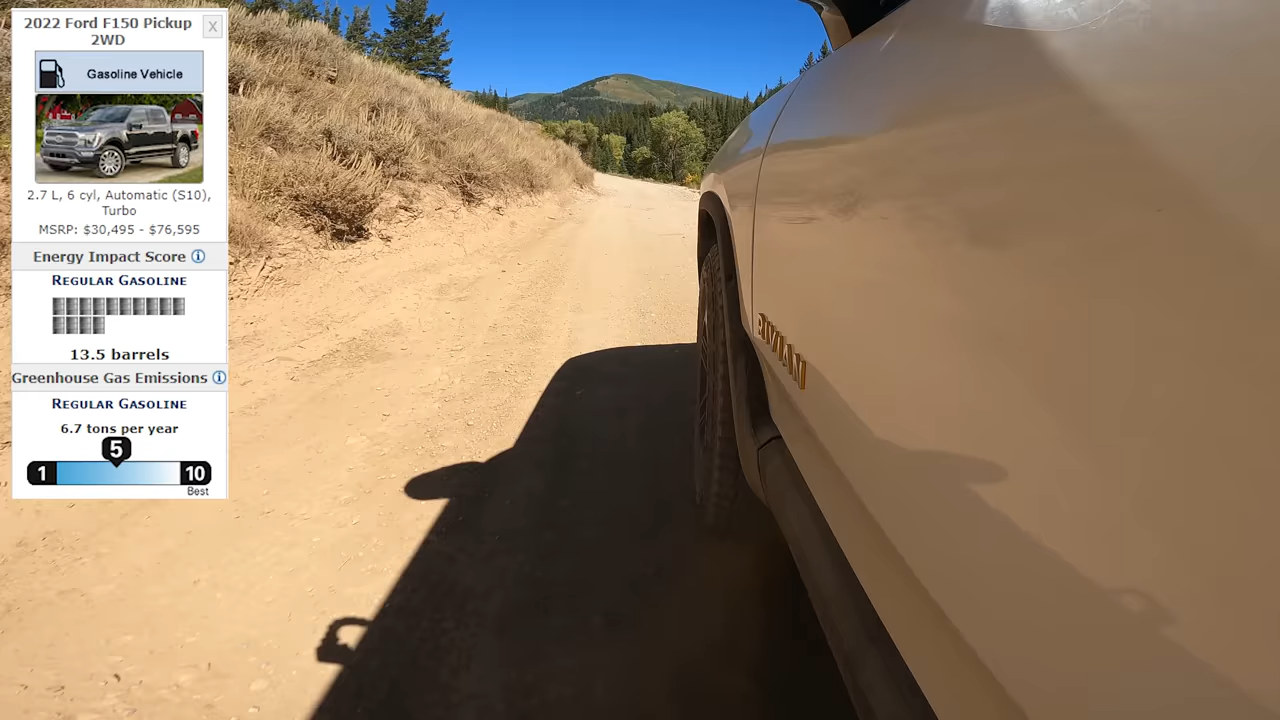 2022 Ford F150 Pickup
2WD
X
Gasoline Vehicle
2.7 L, 6 cyl, Automatic (S10),
Turbo
MSRP: $30,495 - $76,595
Energy Impact Score
Regular Gasoline
13.5 barrels
Greenhouse Gas Emissions
Regular Gasoline
6.7 tons per year
5
1
10
Best
RIVIAN